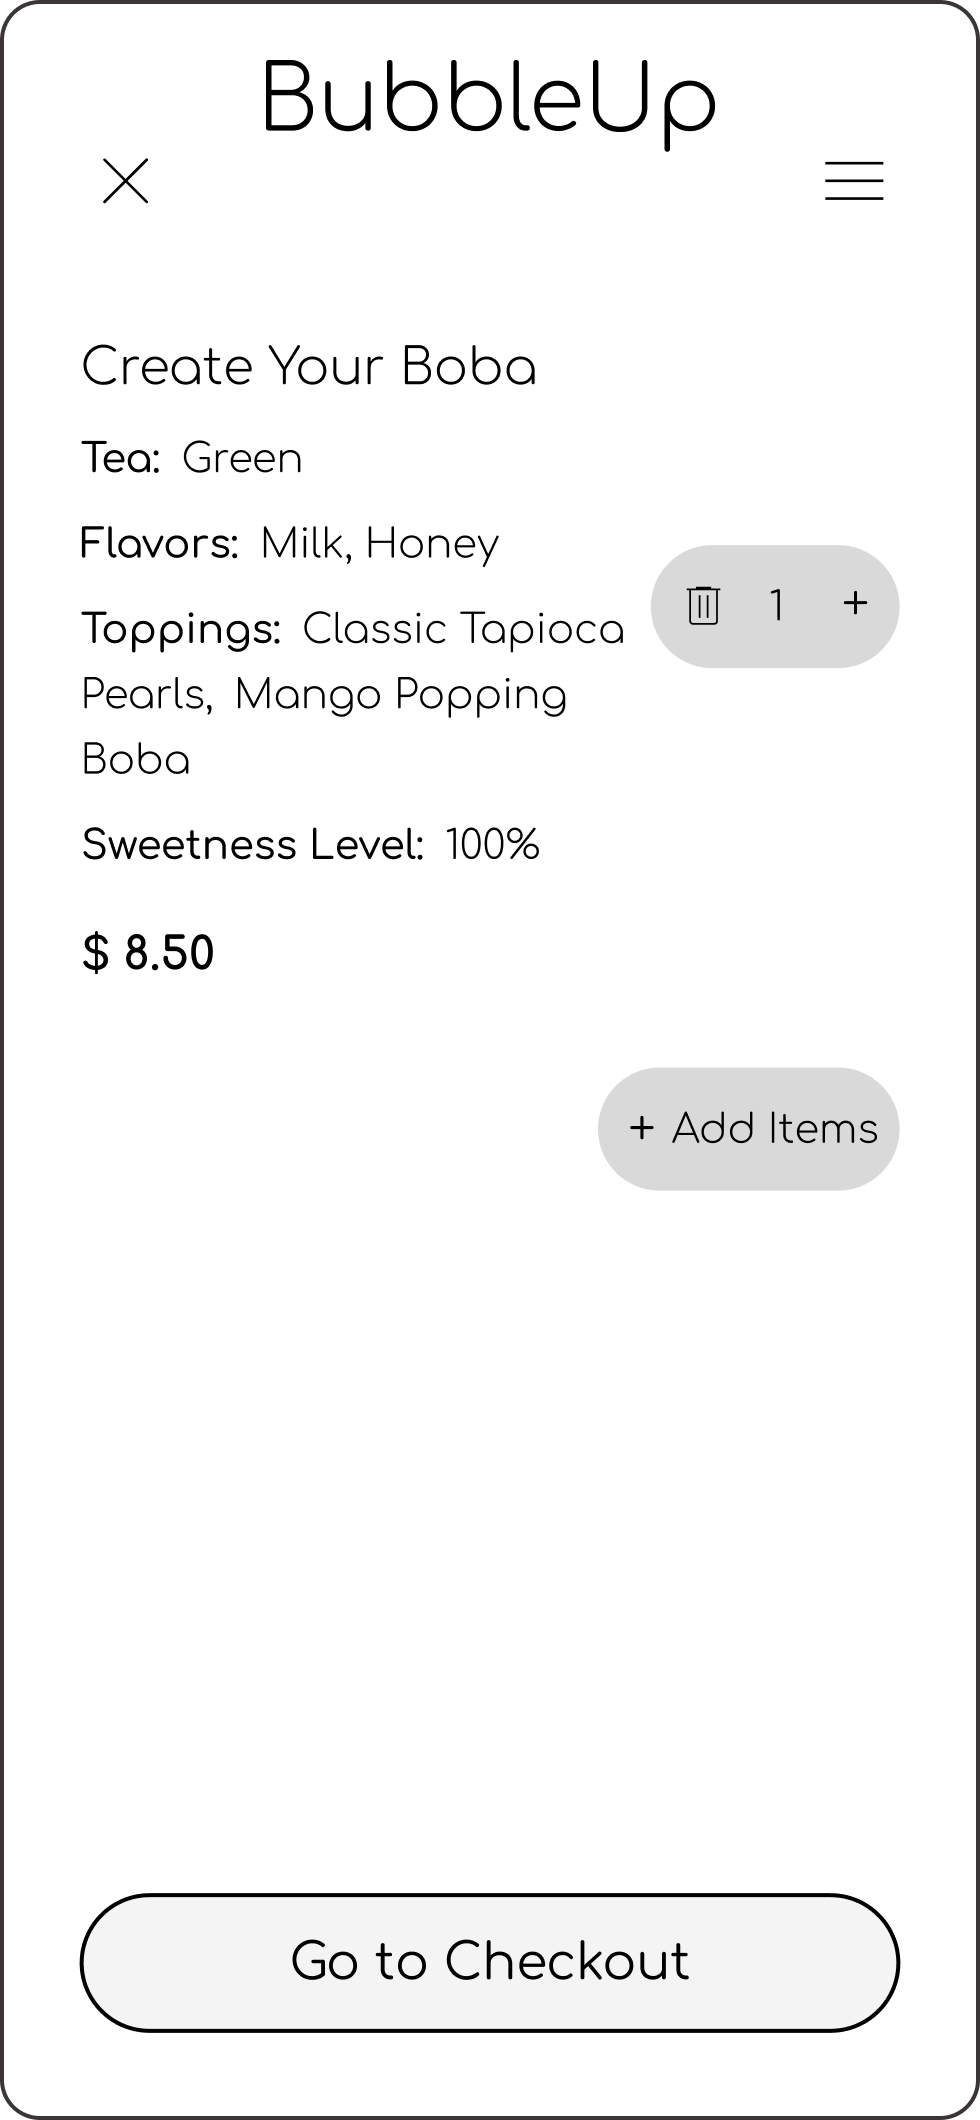 BubbleUp
Create Your Boba
Tea: Green
Flavors: Milk, Honey
Toppings: Classic Tapioca
Pearls, Mango Popping
Boba
1 +
Sweetness Level: 100%
$ 8.50
+ Add Items
Go to Checkout